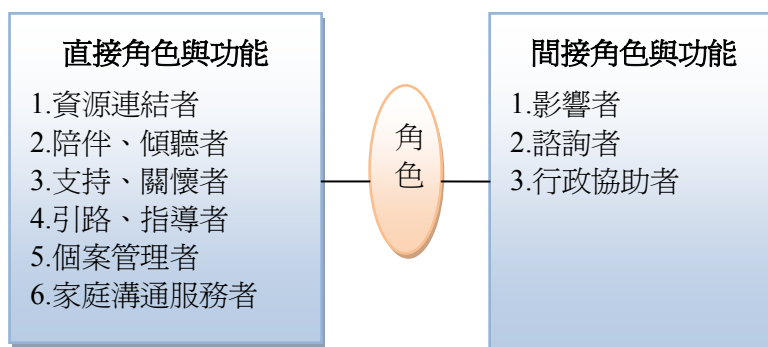 直接角色與功能
1.資源連結者
2.陪伴、傾聽者
3.支持、關懷者
4.引路、指導者
5.個案管理者
6.家庭溝通服務者
角
色
間接角色與功能
1.影響者
2.諮詢者
3.行政協助者